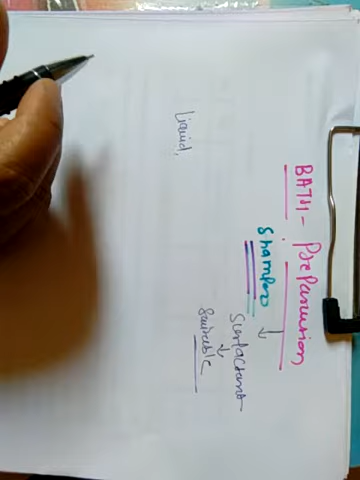 BATH - Preparation
Shampoo →
Surfactant
↓
Suitable
Liquid,